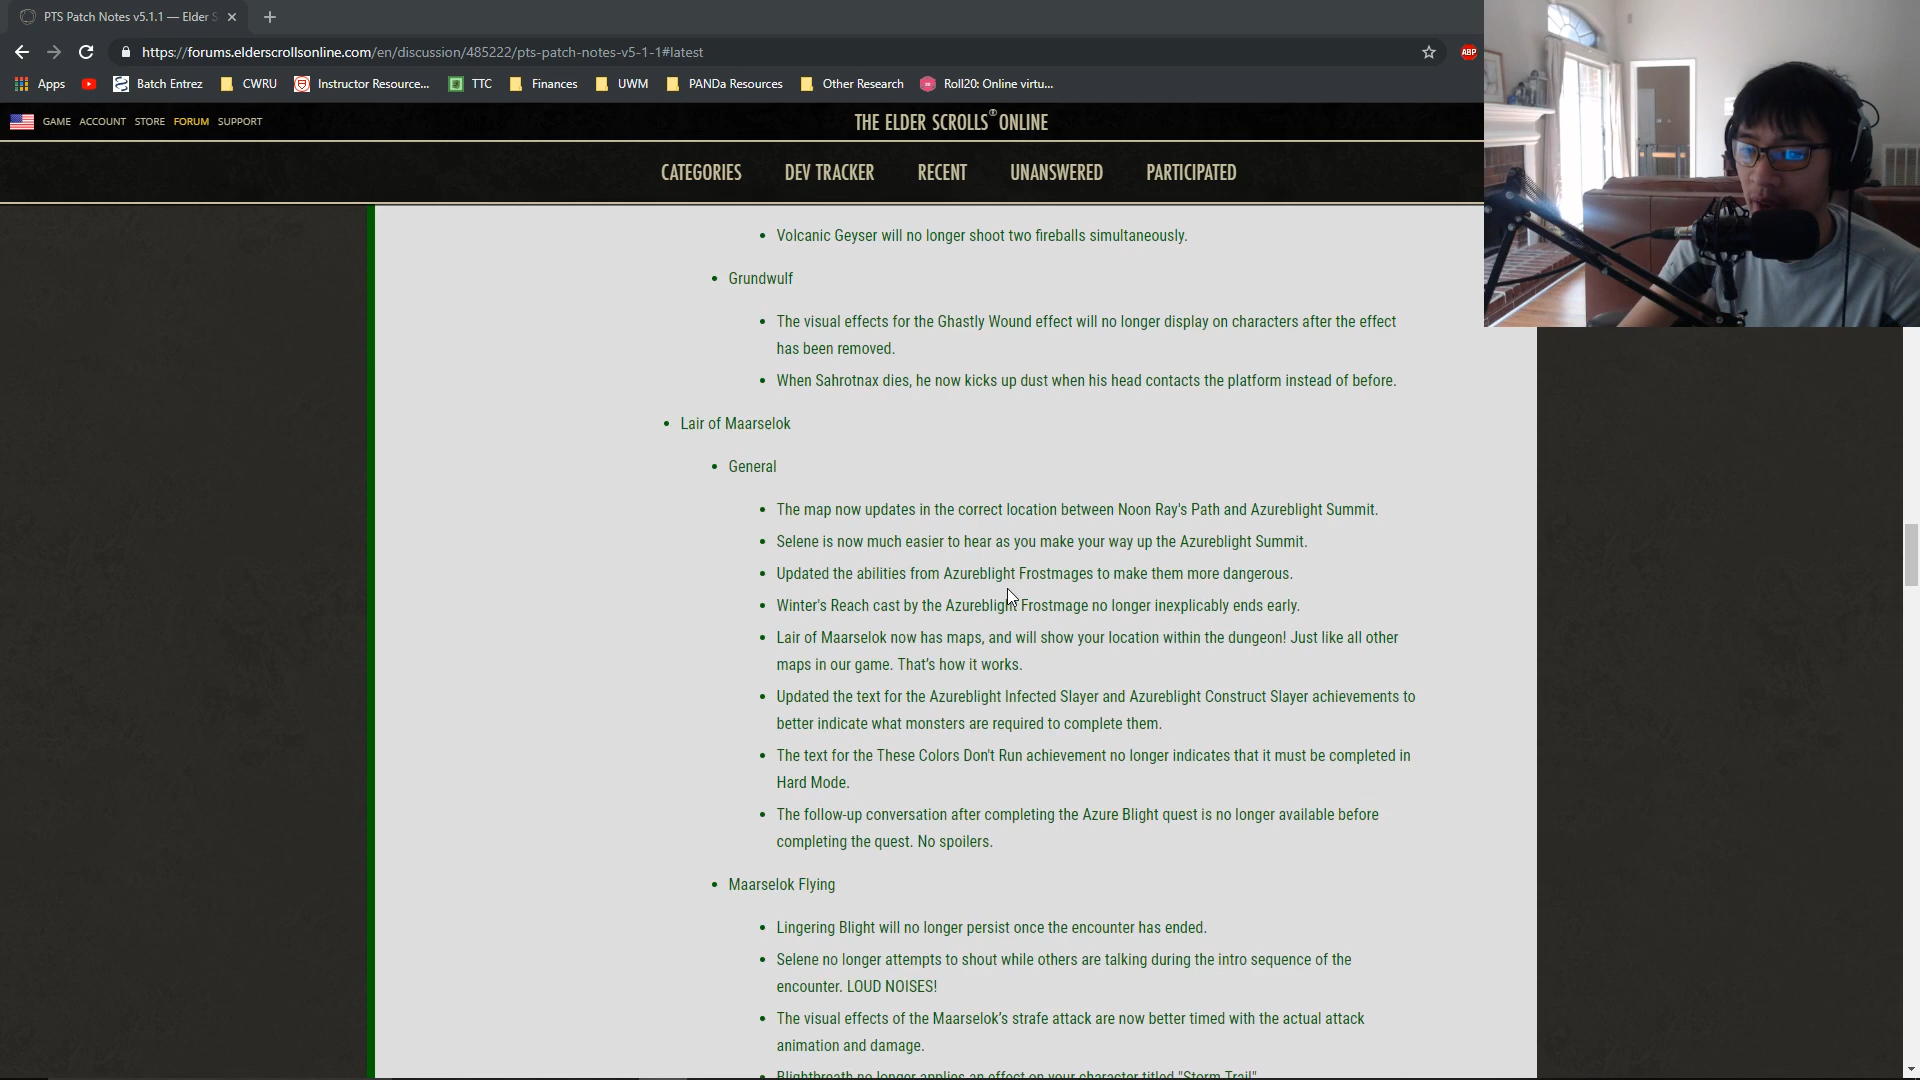 PTS Patch Notes v5.1.1 — Elder S
https://forums.elderscrollsonline.com/en/discussion/485222/pts-patch-notes-v5-1-1#latest
ABP
Apps Batch Entrez CWRU Instructor Resource... TTC Finances UWM PANDa Resources Other Research Roll20: Online virtu...
GAME ACCOUNT STORE FORUM SUPPORT
THE ELDER SCROLLS® ONLINE
CATEGORIES DEV TRACKER RECENT UNANSWERED PARTICIPATED
• Volcanic Geyser will no longer shoot two fireballs simultaneously.
• Grundwulf
• The visual effects for the Ghastly Wound effect will no longer display on characters after the effect
has been removed.
• When Sahrotnax dies, he now kicks up dust when his head contacts the platform instead of before.
• Lair of Maarselok
• General
• The map now updates in the correct location between Noon Ray's Path and Azureblight Summit.
• Selene is now much easier to hear as you make your way up the Azureblight Summit.
• Updated the abilities from Azureblight Frostmages to make them more dangerous.
• Winter's Reach cast by the Azureblight Frostmage no longer inexplicably ends early.
• Lair of Maarselok now has maps, and will show your location within the dungeon! Just like all other
maps in our game. That's how it works.
• Updated the text for the Azureblight Infected Slayer and Azureblight Construct Slayer achievements to
better indicate what monsters are required to complete them.
• The text for the These Colors Don't Run achievement no longer indicates that it must be completed in
Hard Mode.
• The follow-up conversation after completing the Azure Blight quest is no longer available before
completing the quest. No spoilers.
• Maarselok Flying
• Lingering Blight will no longer persist once the encounter has ended.
• Selene no longer attempts to shout while others are talking during the intro sequence of the
encounter. LOUD NOISES!
• The visual effects of the Maarselok's strafe attack are now better timed with the actual attack
animation and damage.
• Blightbreath no longer applies an effect on your character titled "Storm Trail"